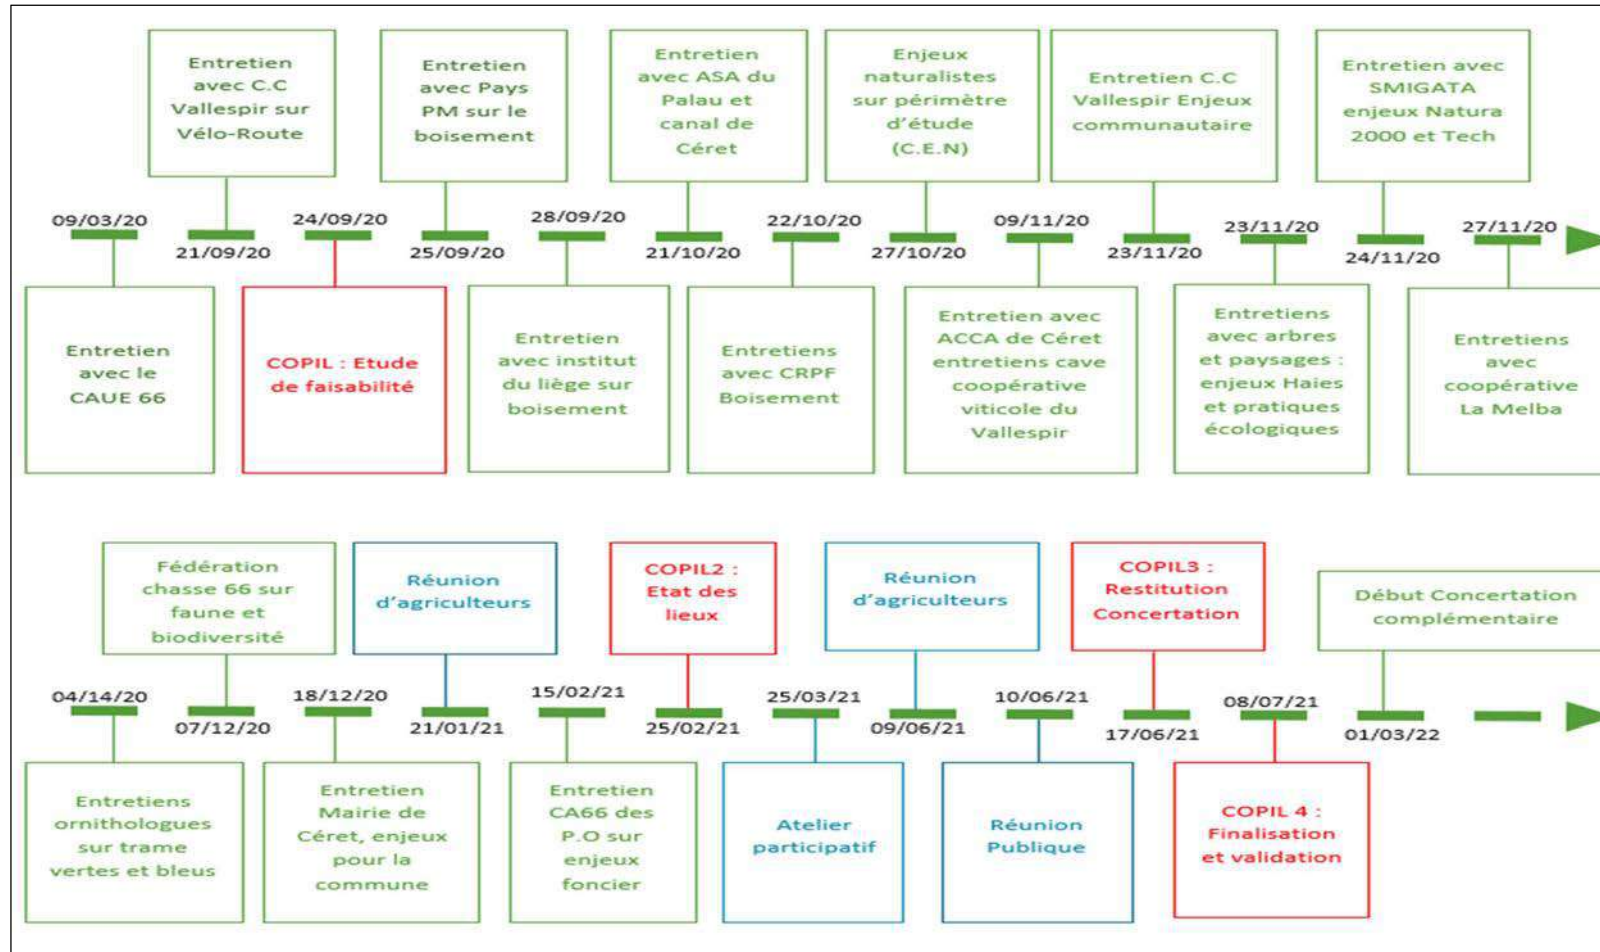 Entretien
avec C.C
Vallespir sur
Vélo-Route
Entretien
avec Pays
PM sur le
boisement
Entretien
avec ASA du
Palau et
canal de
Céret
Enjeux
naturalistes
sur périmètre
d'étude
(C.E.N)
Entretien C.C
Vallespir Enjeux
communautaire
Entretien avec
SMIGATA
enjeux Natura
2000 et Tech
09/03/20
21/09/20
24/09/20
25/09/20
28/09/20
21/10/20
22/10/20
27/10/20
09/11/20
23/11/20
23/11/20
24/11/20
27/11/20
Entretien
avec le
CAUE 66
COPIL : Etude
de faisabilité
Entretien
avec institut
du liège sur
boisement
Entretiens
avec CRPF
Boisement
Entretien avec
ACCA de Céret
entretiens cave
coopérative
viticole du
Vallespir
Entretiens
avec arbres
et paysages :
enjeux Haies
et pratiques
écologiques
Entretiens
avec
coopérative
La Melba
Fédération
chasse 66 sur
faune et
biodiversité
Réunion
d'agriculteurs
COPIL2 :
Etat des
lieux
Réunion
d'agriculteurs
COPIL3 :
Restitution
Concertation
Début Concertation
complémentaire
04/14/20
07/12/20
18/12/20
21/01/21
15/02/21
25/02/21
25/03/21
09/06/21
10/06/21
17/06/21
08/07/21
01/03/22
Entretiens
ornithologues
sur trame
vertes et bleus
Entretien
Mairie de
Céret, enjeux
pour la
commune
Entretien
CA66 des
P.O sur
enjeux
foncier
Atelier
participatif
Réunion
Publique
COPIL 4 :
Finalisation
et validation